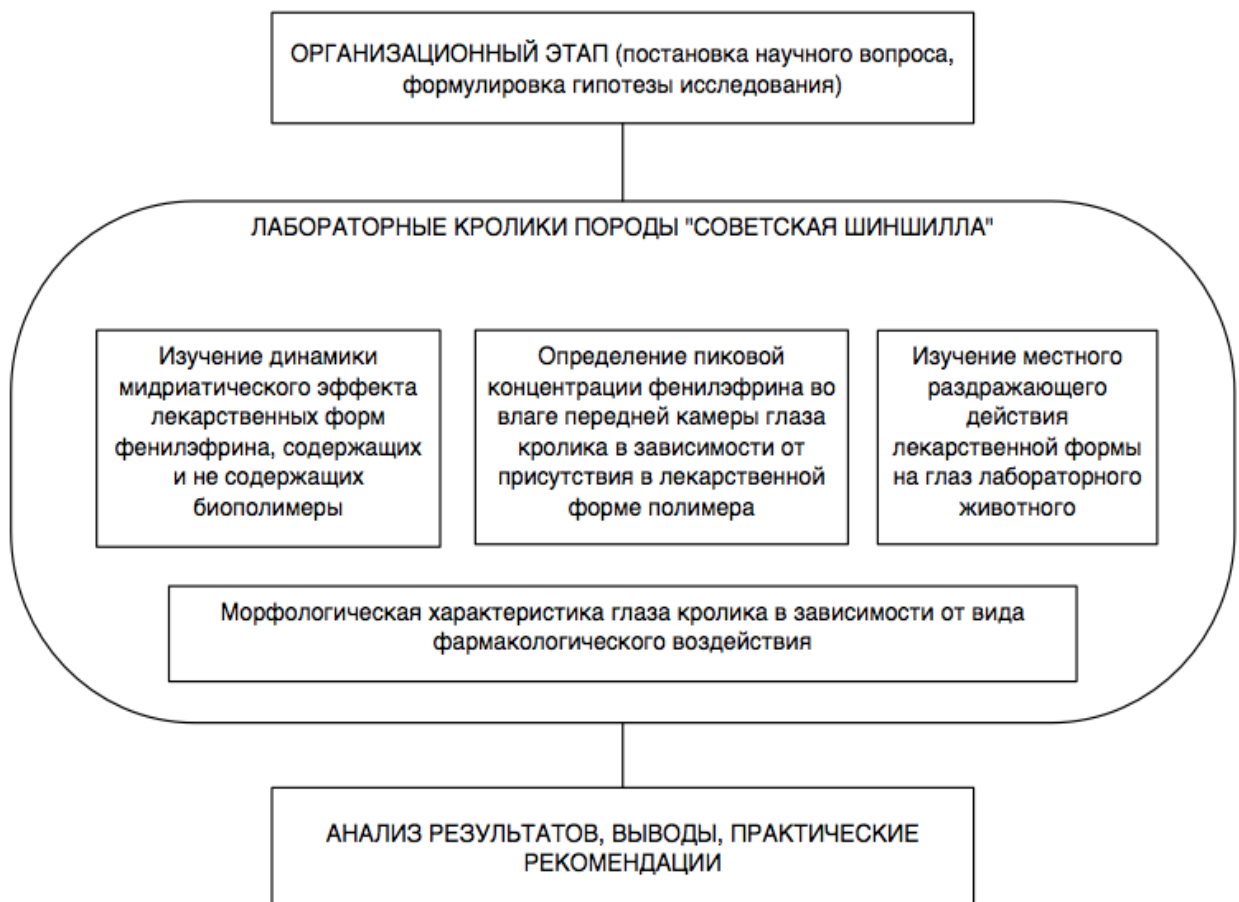 ОРГАНИЗАЦИОННЫЙ ЭТАП (постановка научного вопроса,
формулировка гипотезы исследования)
ЛАБОРАТОРНЫЕ КРОЛИКИ ПОРОДЫ "СОВЕТСКАЯ ШИНШИЛЛА"
Изучение динамики
мидриатического эффекта
лекарственных форм
фенилэфрина, содержащих
и не содержащих
биополимеры
Определение пиковой
концентрации фенилэфрина во
влаге передней камеры глаза
кролика в зависимости от
присутствия в лекарственной
форме полимера
Изучение местного
раздражающего
действия
лекарственной формы
на глаз лабораторного
животного
Морфологическая характеристика глаза кролика в зависимости от вида
фармакологического воздействия
АНАЛИЗ РЕЗУЛЬТАТОВ, ВЫВОДЫ, ПРАКТИЧЕСКИЕ
РЕКОМЕНДАЦИИ